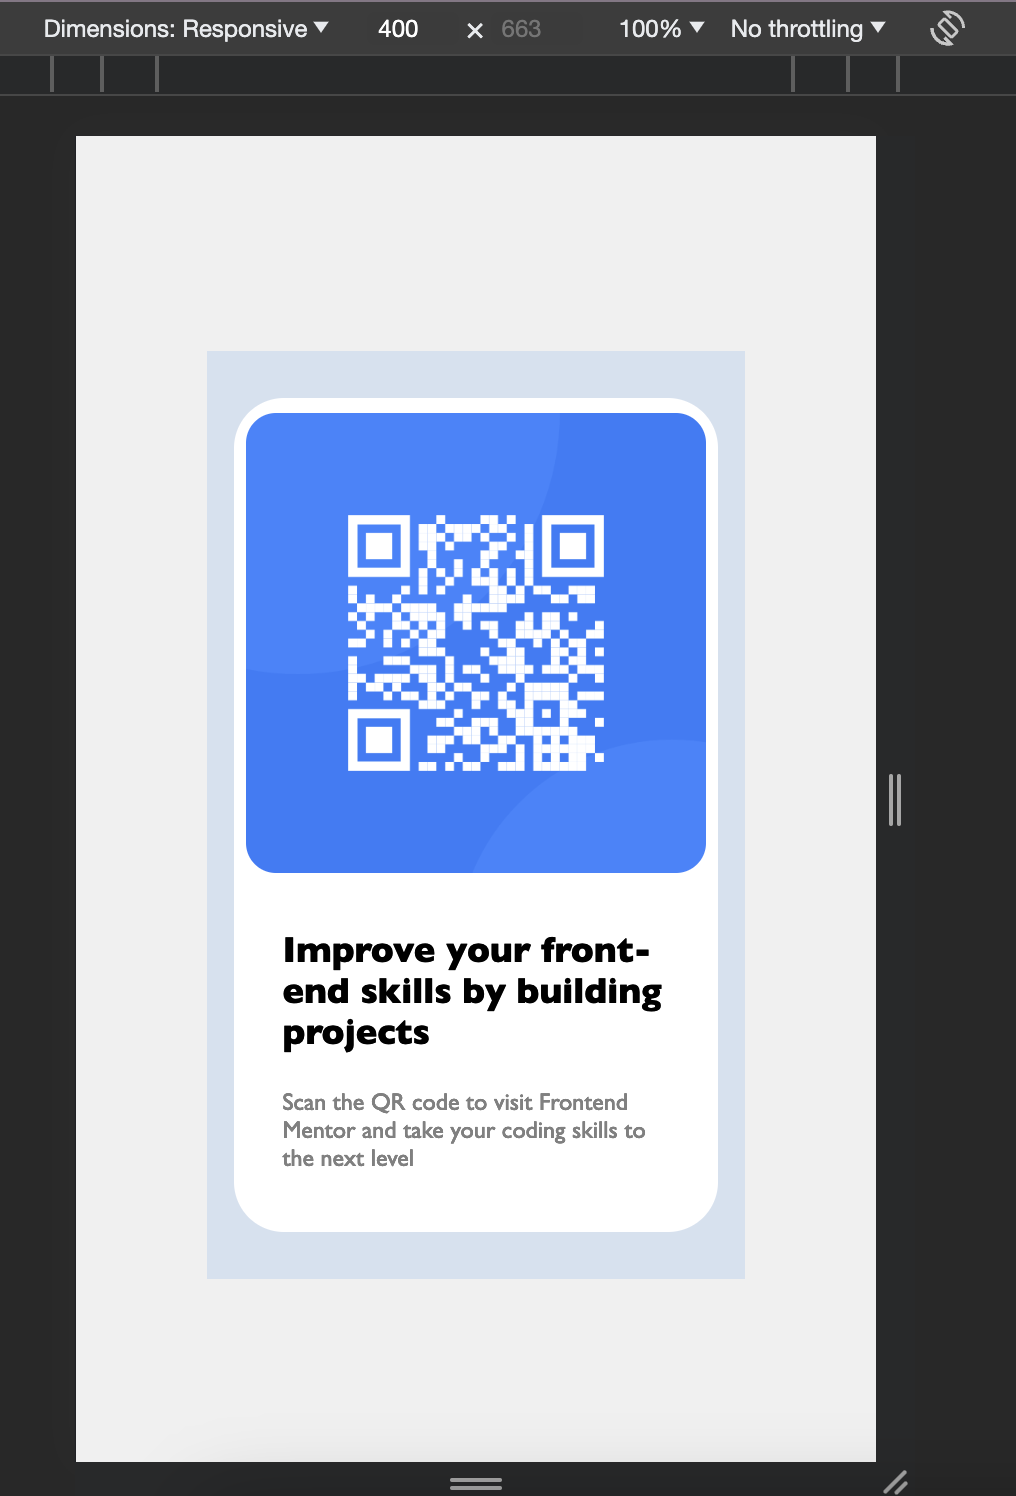 Dimensions: Responsive ▼ 400 × 663 100% ▼ No throttling ▼
Improve your front-
end skills by building
projects
Scan the QR code to visit Frontend
Mentor and take your coding skills to
the next level